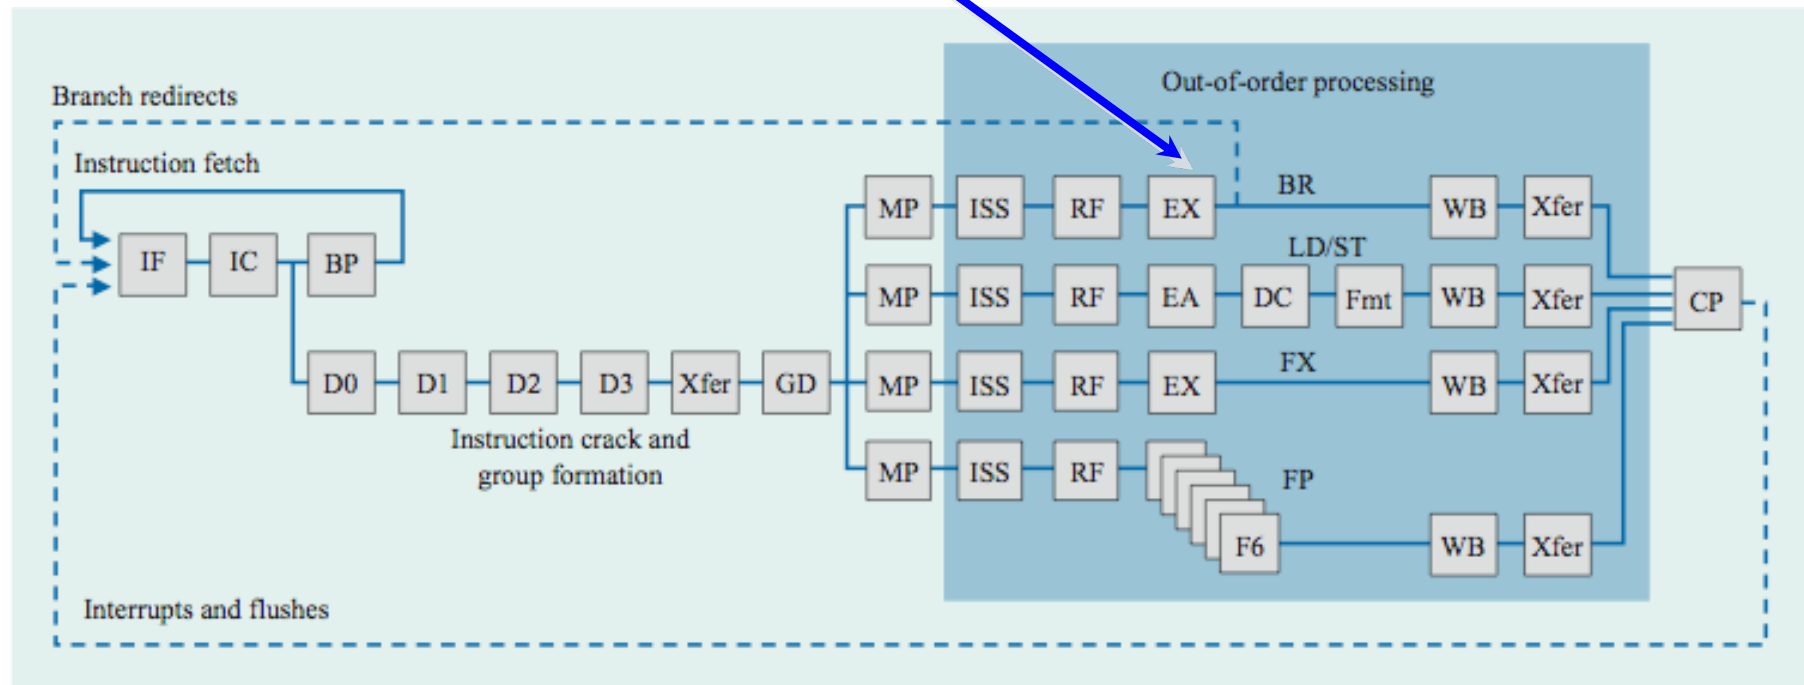 Out-of-order processing
Branch redirects
Instruction fetch
BR
MP ISS RF EX WB Xfer
IF IC BP
LD/ST
MP ISS RF EA DC Fmt WB Xfer
CP
FX
D0 D1 D2 D3 Xfer GD MP ISS RF EX WB Xfer
Instruction crack and
group formation
MP ISS RF FP
F6 WB Xfer
Interrupts and flushes